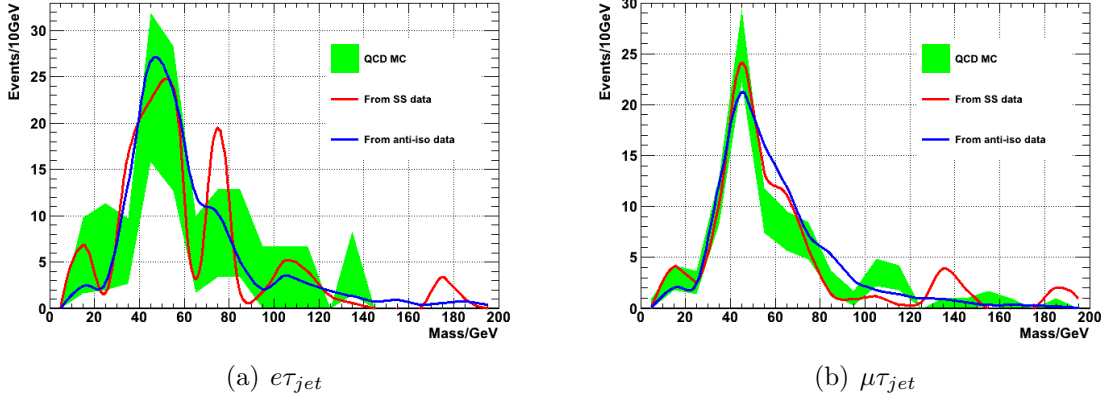 Events/10GeV
30
25
20
15
10
5
0
QCD MC
From SS data
From anti-iso data
0 20 40 60 80 100 120 140 160 180 200
Mass/GeV
(a) eτjet
Events/10GeV
30
25
20
15
10
5
0
QCD MC
From SS data
From anti-iso data
0 20 40 60 80 100 120 140 160 180 200
Mass/GeV
(b) μτjet